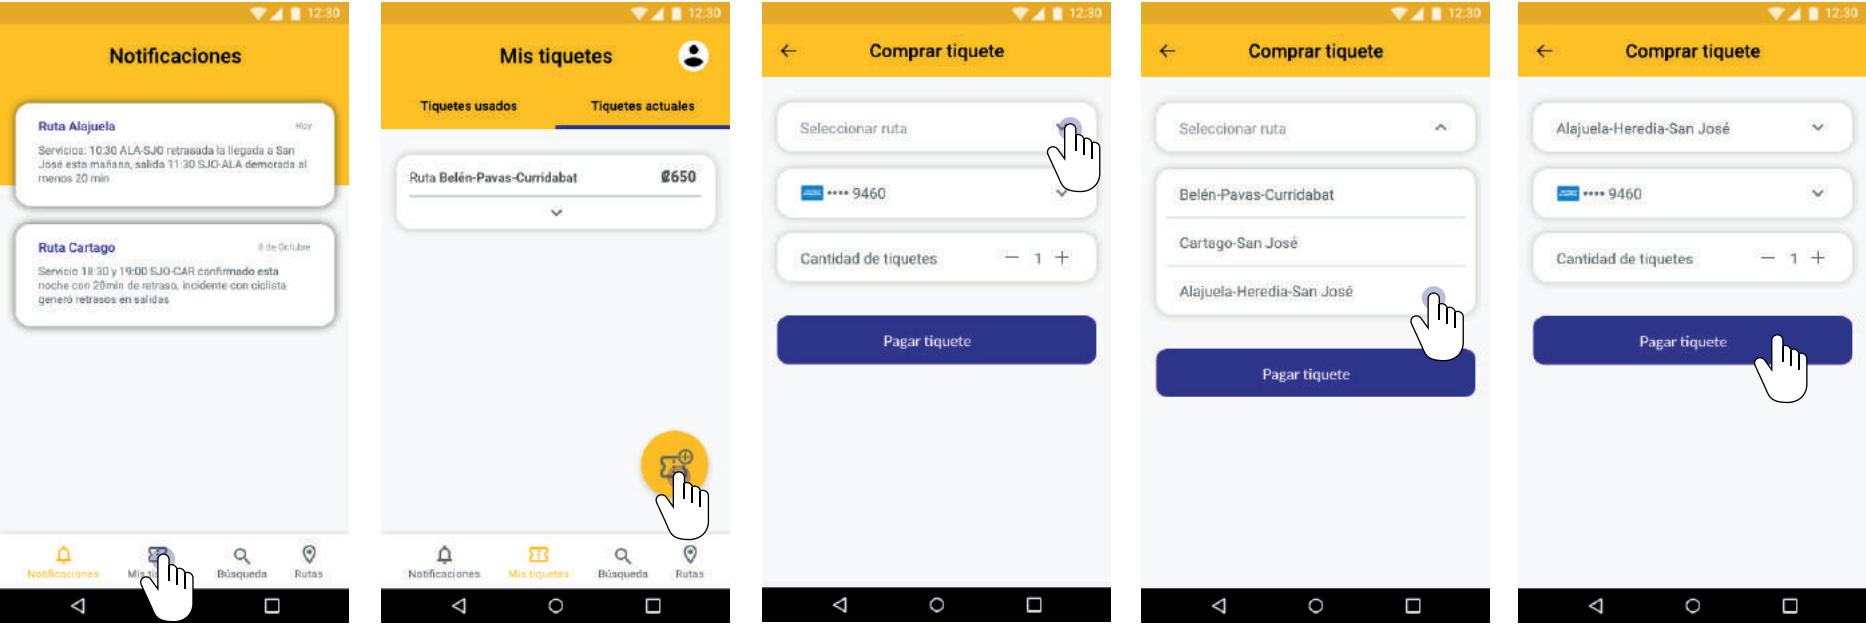 12:30
Notificaciones
Ruta Alajuela
Hoy
Servicios: 10:30 ALA-SJO retrasada la llegada a San
José esta mañana, salida 11:30 SJO-ALA demorada al
menos 20 min
Ruta Cartago
8 de Octubre
Servicio 18:30 y 19:00 SJO-CAR confirmado esta
noche con 20min de retraso, incidente con ciclista
generó retrasos en salidas
Notificaciones
Búsqueda
Rutas
12:30
Mis tiquetes
Tiquetes usados
Tiquetes actuales
Ruta Belén-Pavas-Curridabat
₡650
Notificaciones
Mis tiquetes
Búsqueda
Rutas
12:30
Comprar tiquete
Seleccionar ruta
•••• 9460
Cantidad de tiquetes
— 1 +
Pagar tiquete
12:30
Comprar tiquete
Seleccionar ruta
Belén-Pavas-Curridabat
Cartago-San José
Alajuela-Heredia-San José
Pagar tiquete
12:30
Comprar tiquete
Alajuela-Heredia-San José
•••• 9460
Cantidad de tiquetes
— 1 +
Pagar tiquete